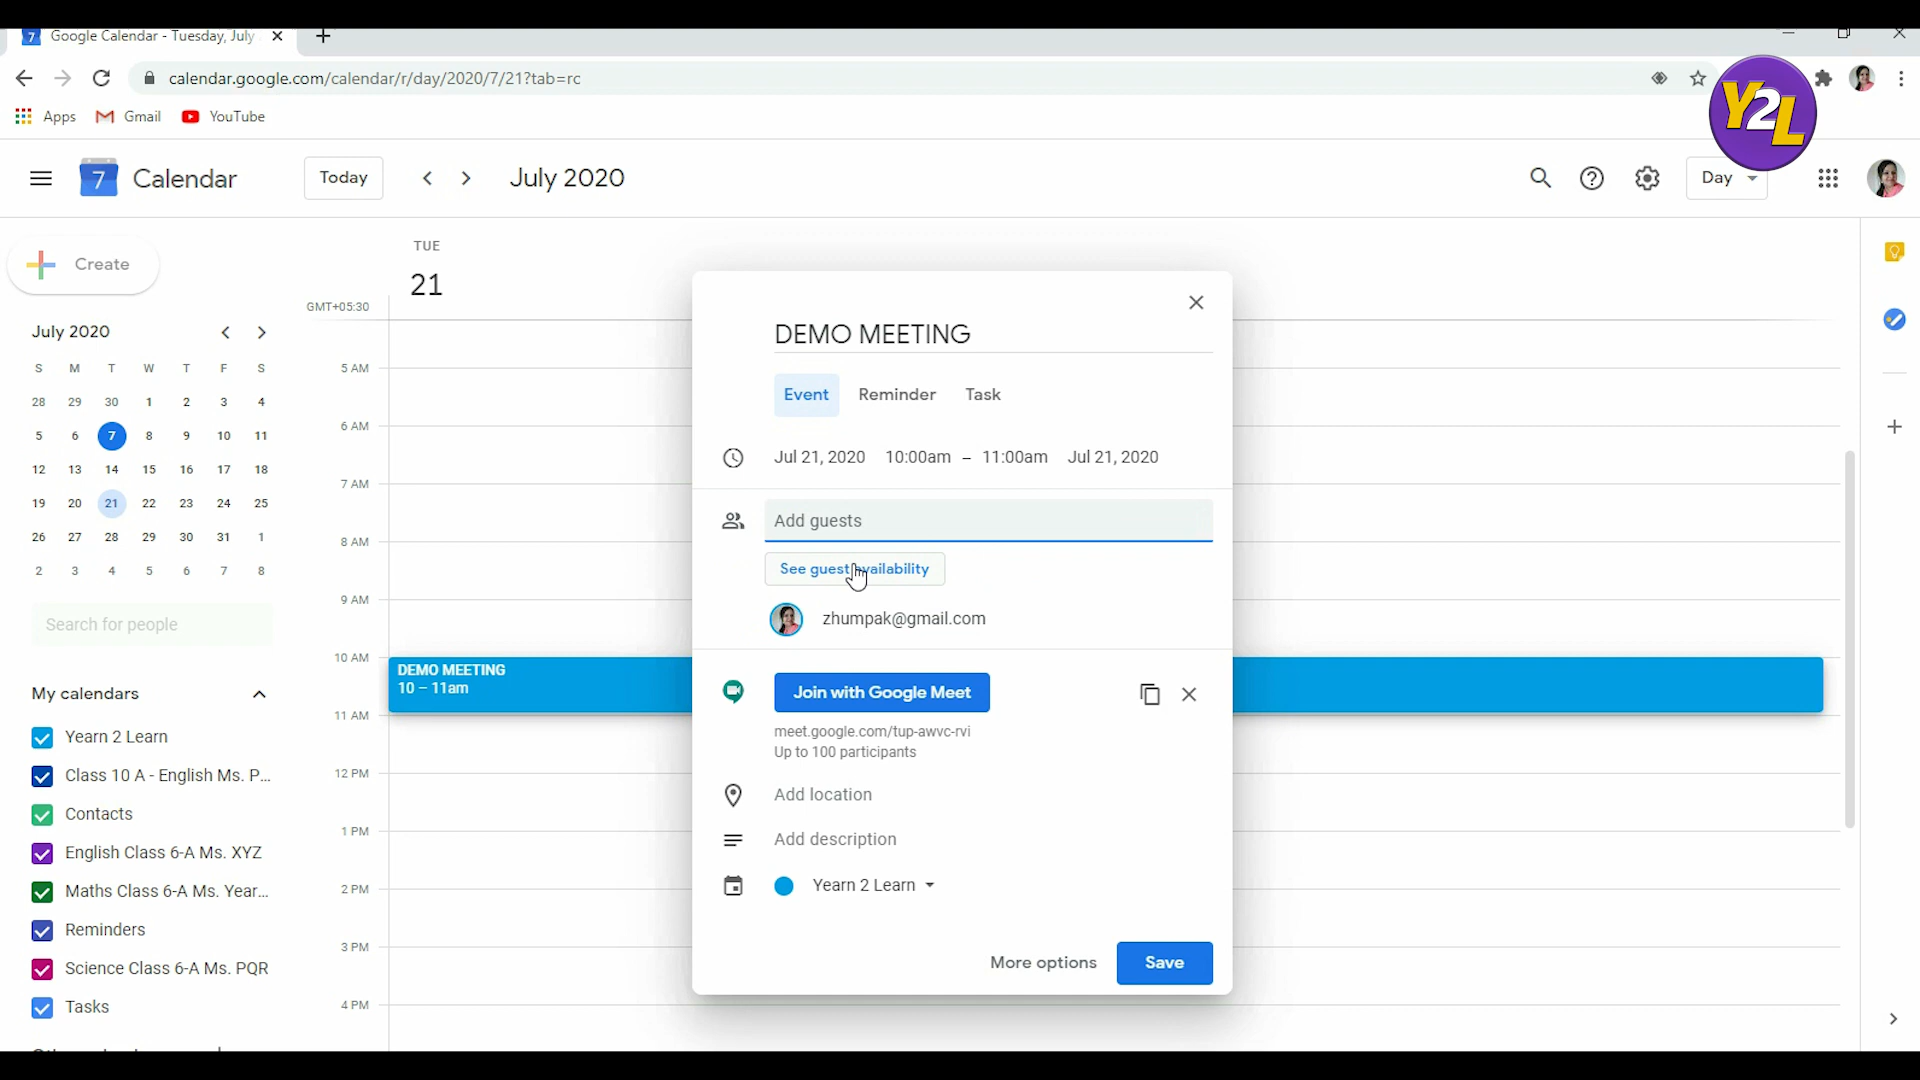 7 Google Calendar - Tuesday, July
calendar.google.com/calendar/r/day/2020/7/21?tab=rc
Apps Gmail YouTube
Y2L
7 Calendar Today July 2020 Day
Create
TUE
21
GMT+05:30
July 2020
S M T W T F S
28 29 30 1 2 3 4
5 6 7 8 9 10 11
12 13 14 15 16 17 18
19 20 21 22 23 24 25
26 27 28 29 30 31 1
2 3 4 5 6 7 8
Search for people
My calendars
Yearn 2 Learn
Class 10 A - English Ms. P...
Contacts
English Class 6-A Ms. XYZ
Maths Class 6-A Ms. Year...
Reminders
Science Class 6-A Ms. PQR
Tasks
5 AM
6 AM
7 AM
8 AM
9 AM
10 AM
11 AM
12 PM
1 PM
2 PM
3 PM
4 PM
DEMO MEETING
10 – 11am
DEMO MEETING
Event Reminder Task
Jul 21, 2020 10:00am – 11:00am Jul 21, 2020
Add guests
See guest availability
zhumpak@gmail.com
Join with Google Meet
meet.google.com/tup-awvc-rvi
Up to 100 participants
Add location
Add description
Yearn 2 Learn
More options Save